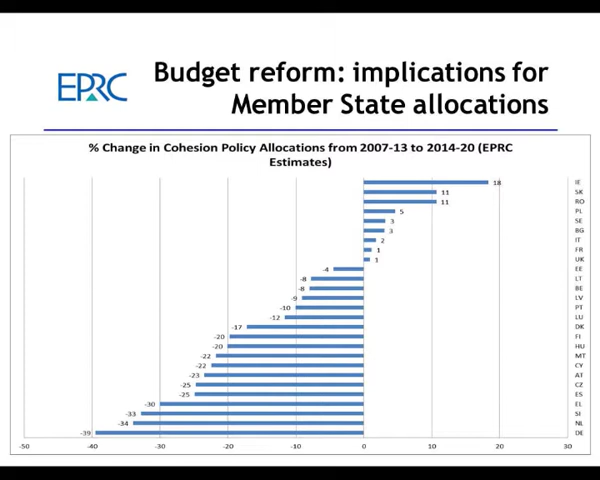 EPRC
Budget reform: implications for
Member State allocations
% Change in Cohesion Policy Allocations from 2007-13 to 2014-20 (EPRC
Estimates)
18 IE
11 SK
11 RO
5 PL
3 SE
3 BG
2 IT
1 FR
1 UK
-4 EE
-8 LT
-8 BE
-9 LV
-10 PT
-12 LU
-17 DK
-20 FI
-20 HU
-22 MT
-22 CY
-23 AT
-25 CZ
-25 ES
-30 EL
-33 SI
-34 NL
-39 DE
-50 -40 -30 -20 -10 0 10 20 30